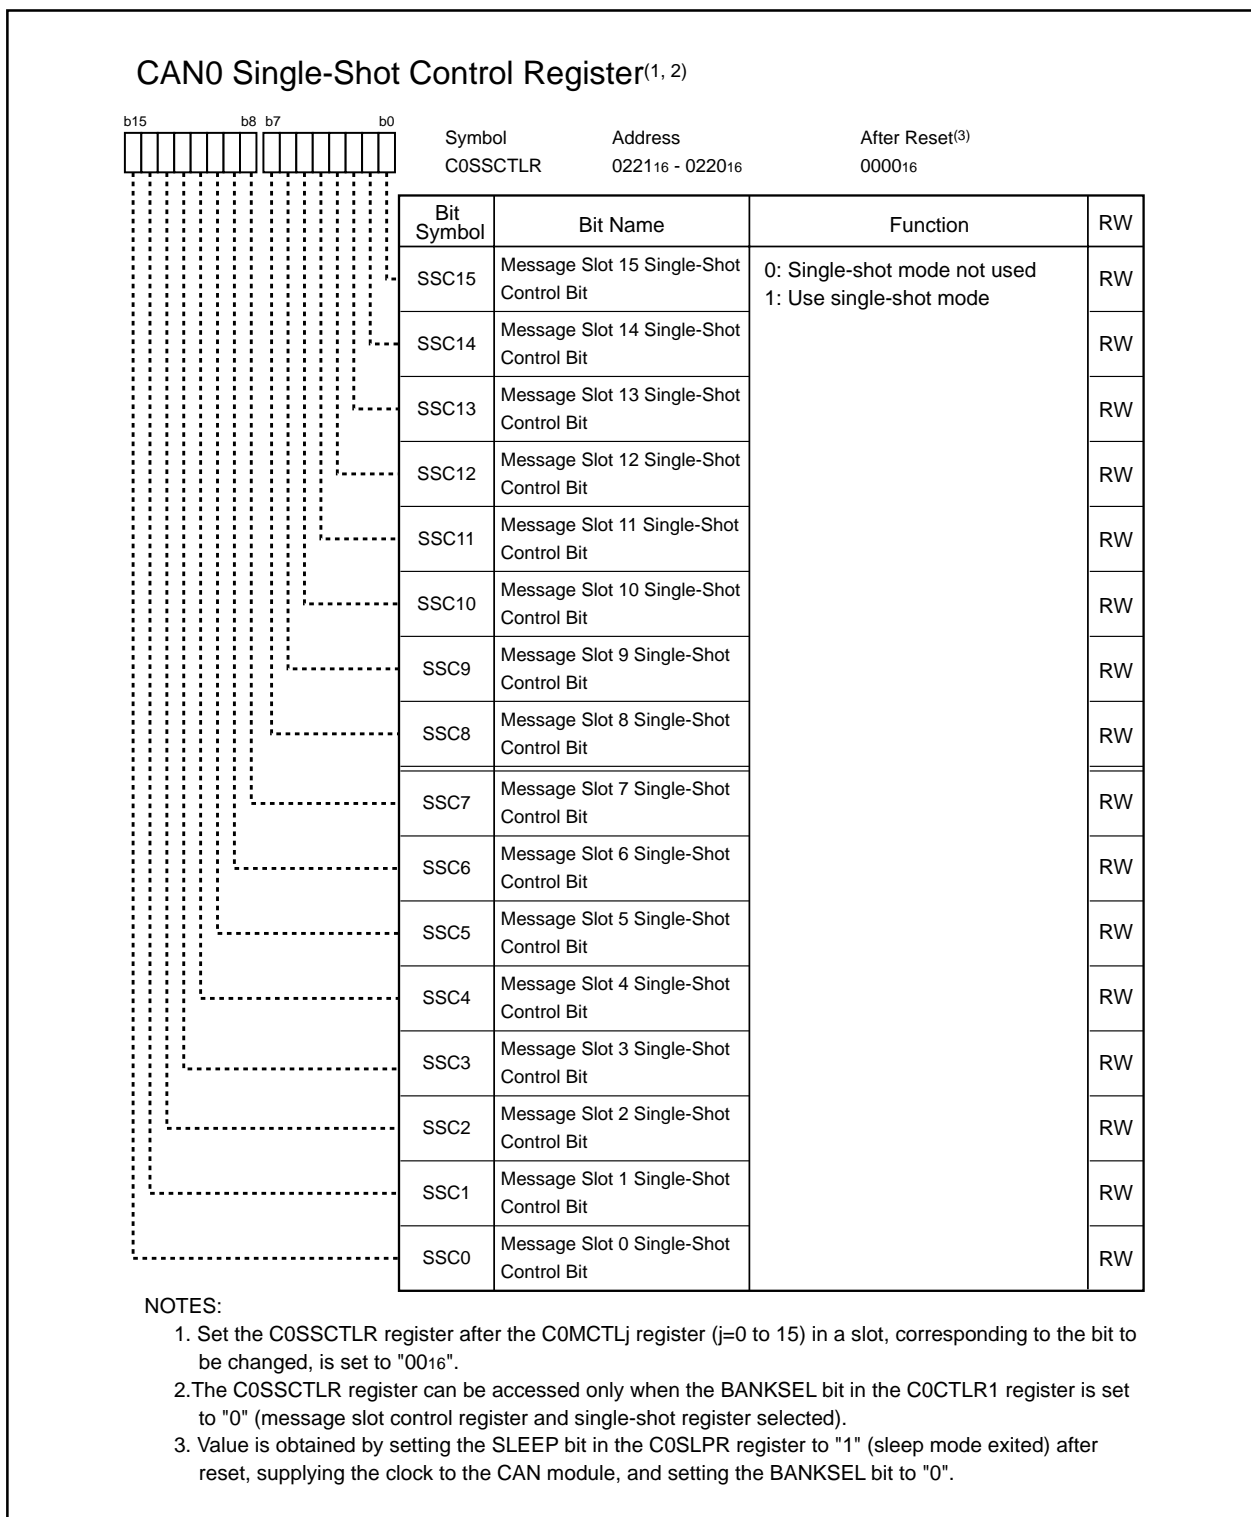 CAN0 Single-Shot Control Register(1, 2)
b15 b8 b7 b0
Symbol Address After Reset(3)
C0SSCTLR 022116 - 022016 000016
Bit Symbol Bit Name Function RW
SSC15 Message Slot 15 Single-Shot Control Bit 0: Single-shot mode not used RW
1: Use single-shot mode
SSC14 Message Slot 14 Single-Shot Control Bit RW
SSC13 Message Slot 13 Single-Shot Control Bit RW
SSC12 Message Slot 12 Single-Shot Control Bit RW
SSC11 Message Slot 11 Single-Shot Control Bit RW
SSC10 Message Slot 10 Single-Shot Control Bit RW
SSC9 Message Slot 9 Single-Shot Control Bit RW
SSC8 Message Slot 8 Single-Shot Control Bit RW
SSC7 Message Slot 7 Single-Shot Control Bit RW
SSC6 Message Slot 6 Single-Shot Control Bit RW
SSC5 Message Slot 5 Single-Shot Control Bit RW
SSC4 Message Slot 4 Single-Shot Control Bit RW
SSC3 Message Slot 3 Single-Shot Control Bit RW
SSC2 Message Slot 2 Single-Shot Control Bit RW
SSC1 Message Slot 1 Single-Shot Control Bit RW
SSC0 Message Slot 0 Single-Shot Control Bit RW
NOTES:
1. Set the C0SSCTLR register after the C0MCTLj register (j=0 to 15) in a slot, corresponding to the bit to
be changed, is set to "0016".
2.The C0SSCTLR register can be accessed only when the BANKSEL bit in the C0CTLR1 register is set
to "0" (message slot control register and single-shot register selected).
3. Value is obtained by setting the SLEEP bit in the C0SLPR register to "1" (sleep mode exited) after
reset, supplying the clock to the CAN module, and setting the BANKSEL bit to "0".